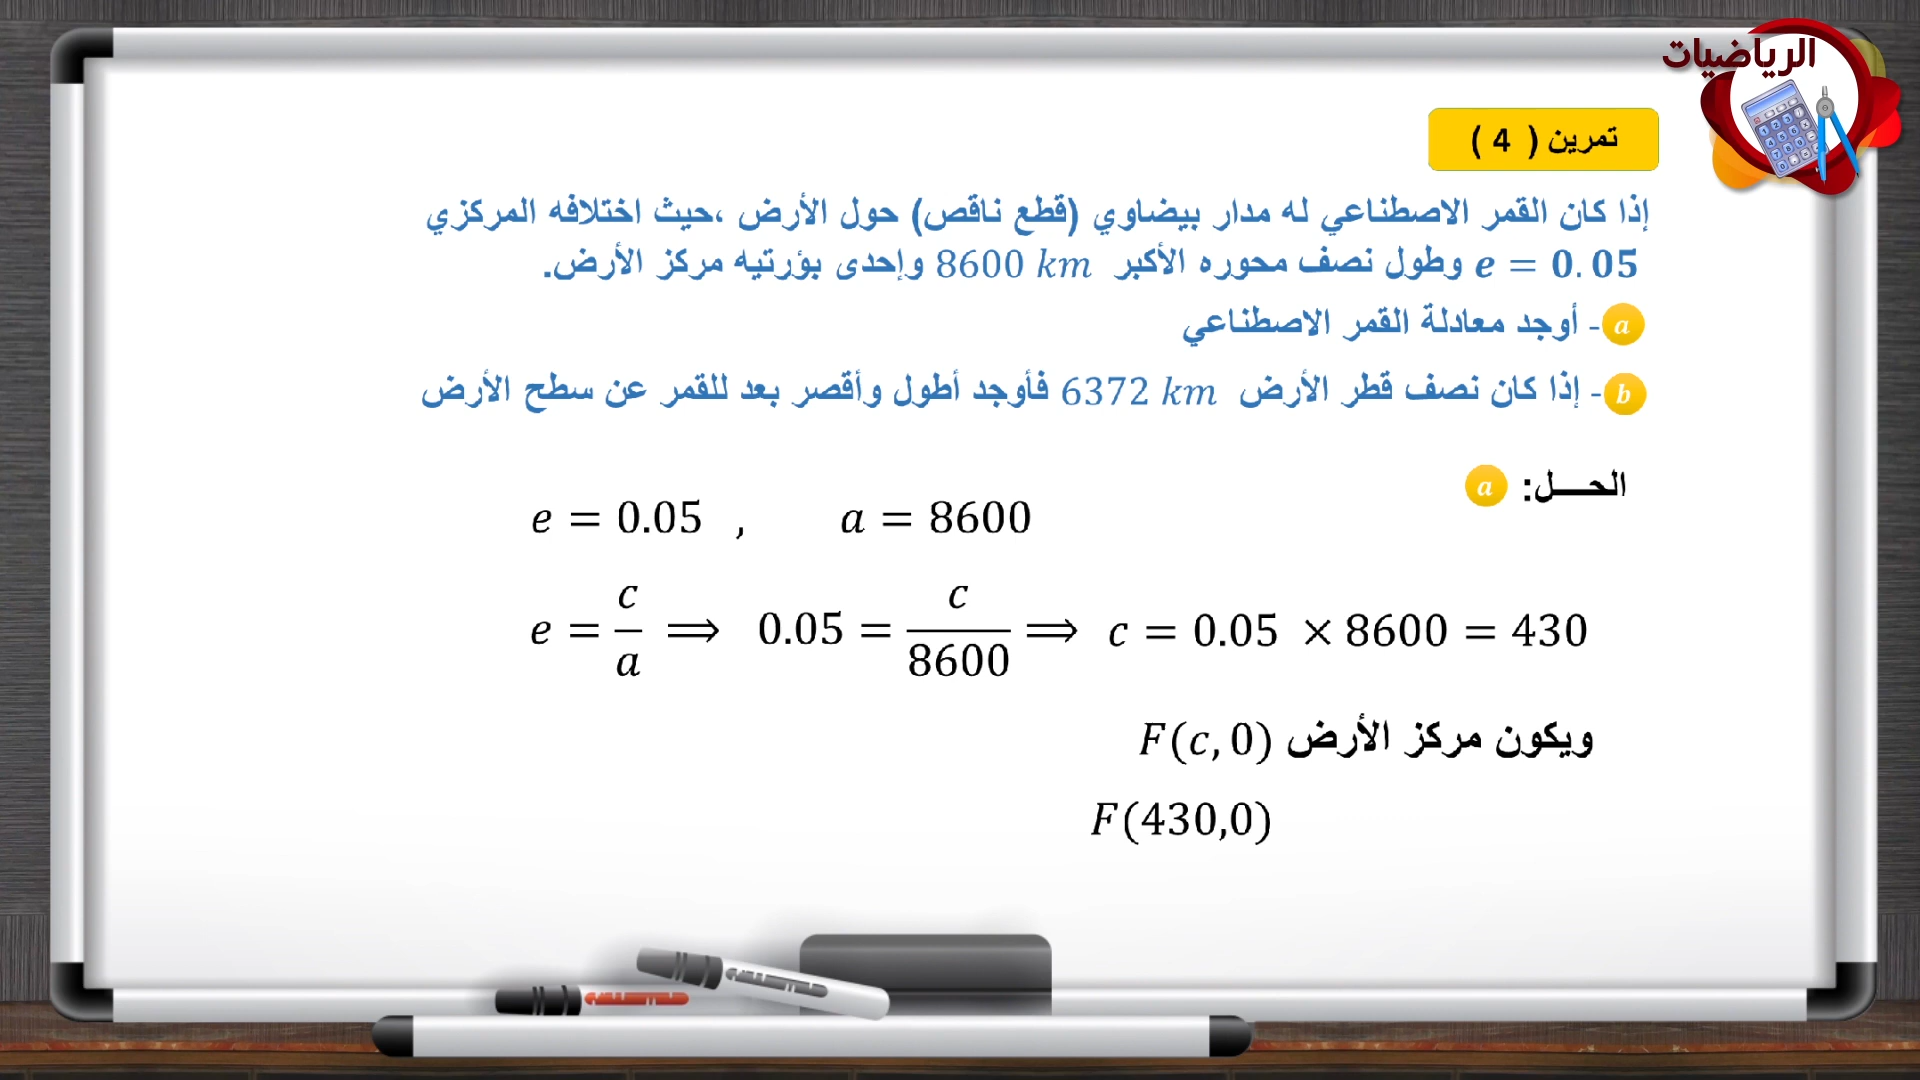 الرياضيات
تمرين ( 4 )
إذا كان القمر الاصطناعي له مدار بيضاوي (قطع ناقص) حول الأرض ،حيث اختلافه المركزي
e = 0.05 وطول نصف محوره الأكبر 8600 km وإحدى بؤرتيه مركز الأرض.
a - أوجد معادلة القمر الاصطناعي
b - إذا كان نصف قطر الأرض 6372 km فأوجد أطول وأقصر بعد للقمر عن سطح الأرض
الحــــل: a
e = 0.05 , a = 8600
e = c/a ⟹ 0.05 = c/8600 ⟹ c = 0.05 × 8600 = 430
ويكون مركز الأرض F(c, 0)
F(430,0)